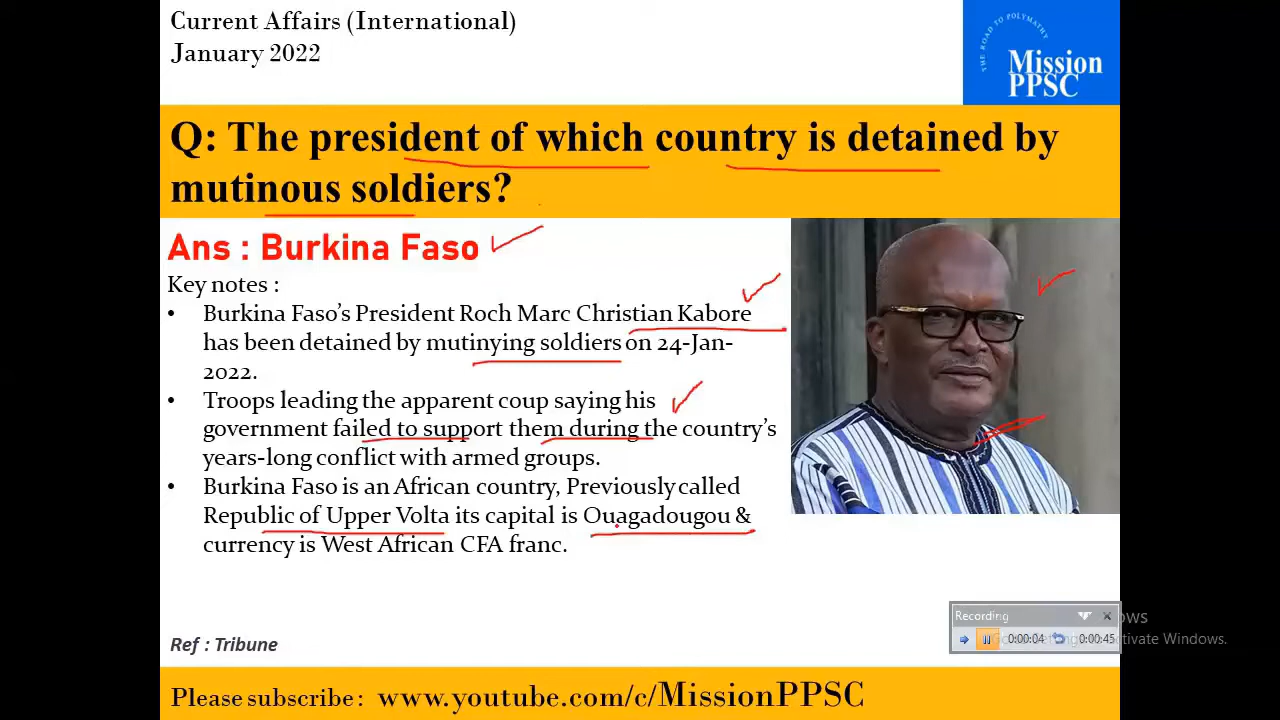 Current Affairs (International)
January 2022
THE ROAD TO POLYMATHY
Mission
PPSC
Q: The president of which country is detained by
mutinous soldiers?
Ans : Burkina Faso
Key notes :
• Burkina Faso’s President Roch Marc Christian Kabore
has been detained by mutinying soldiers on 24-Jan-
2022.
• Troops leading the apparent coup saying his
government failed to support them during the country’s
years-long conflict with armed groups.
• Burkina Faso is an African country, Previously called
Republic of Upper Volta its capital is Ouagadougou &
currency is West African CFA franc.
Recording
0:00:04 0:00:45
Windows.
Ref : Tribune
Please subscribe : www.youtube.com/c/MissionPPSC